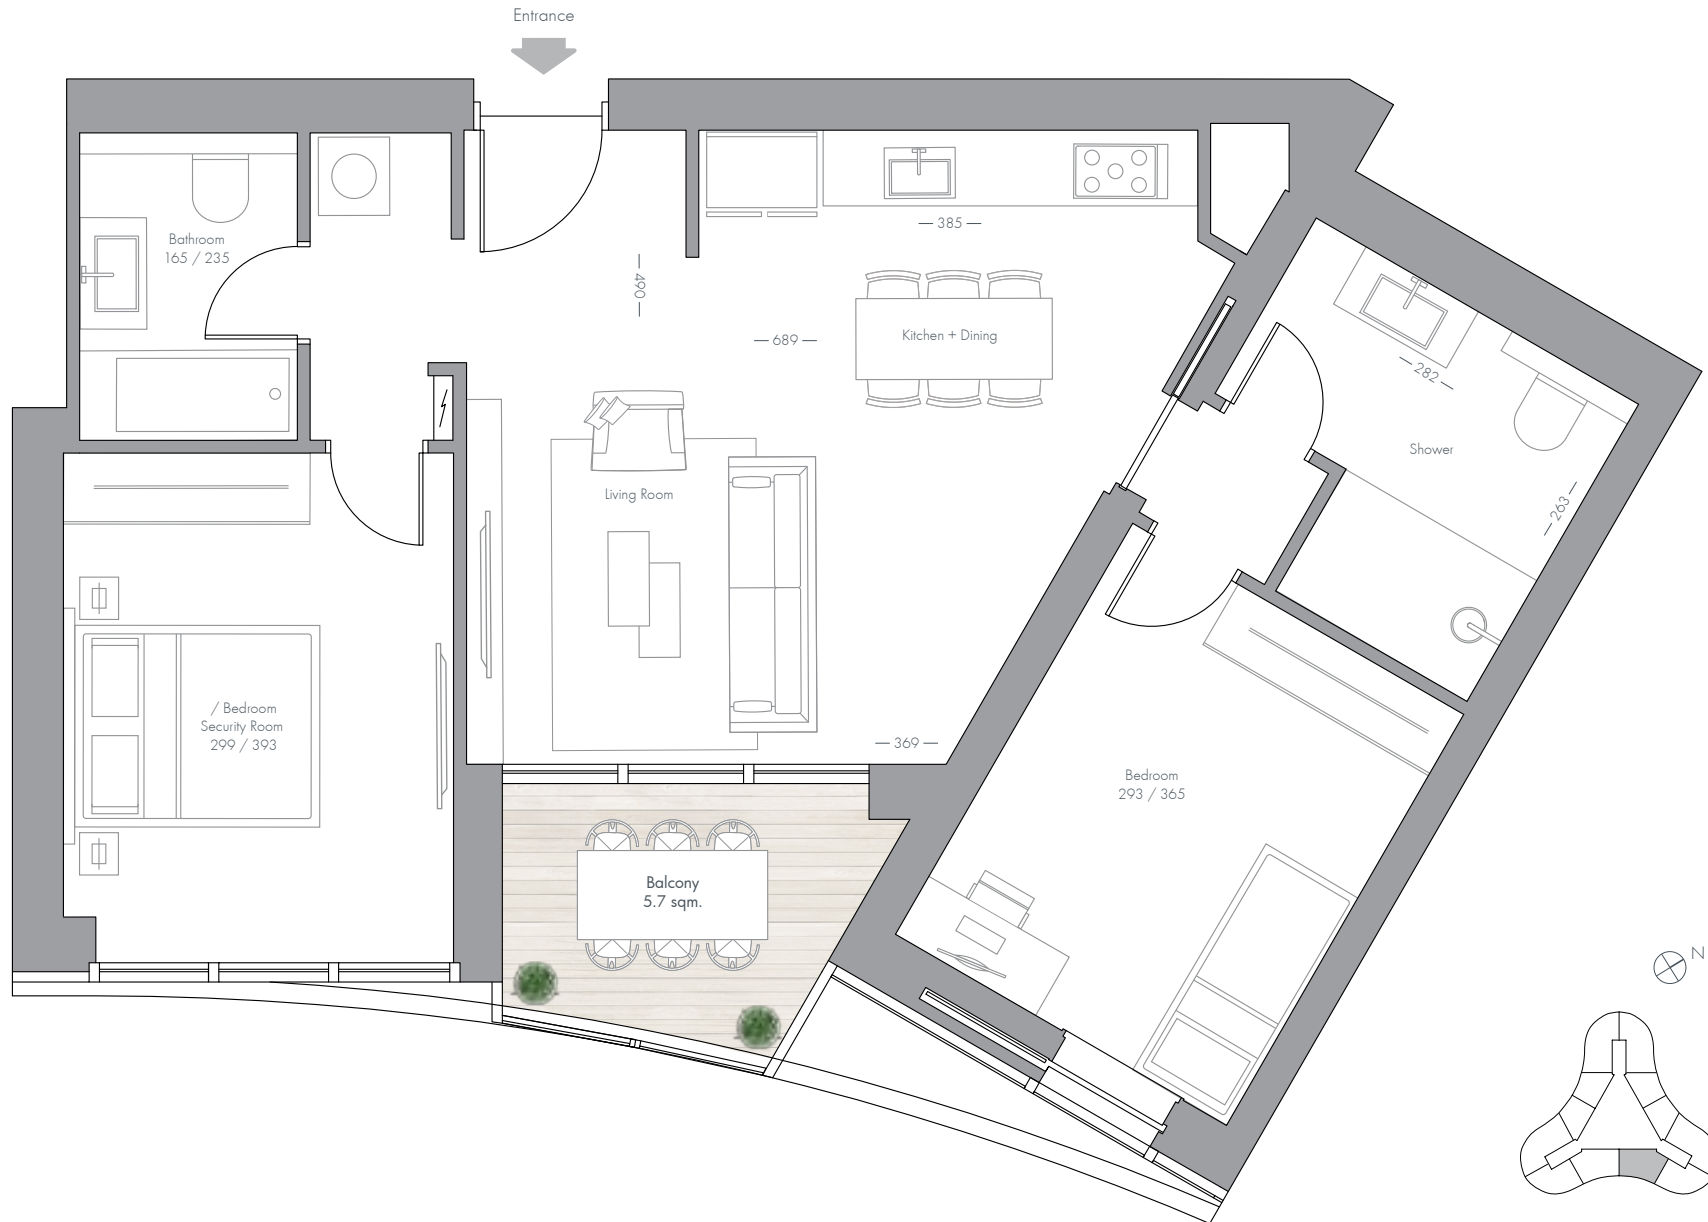 Entrance
Bathroom
165 / 235
385
490
689
Kitchen + Dining
282
Shower
263
Living Room
/ Bedroom
Security Room
299 / 393
369
Bedroom
293 / 365
Balcony
5.7 sqm.
N